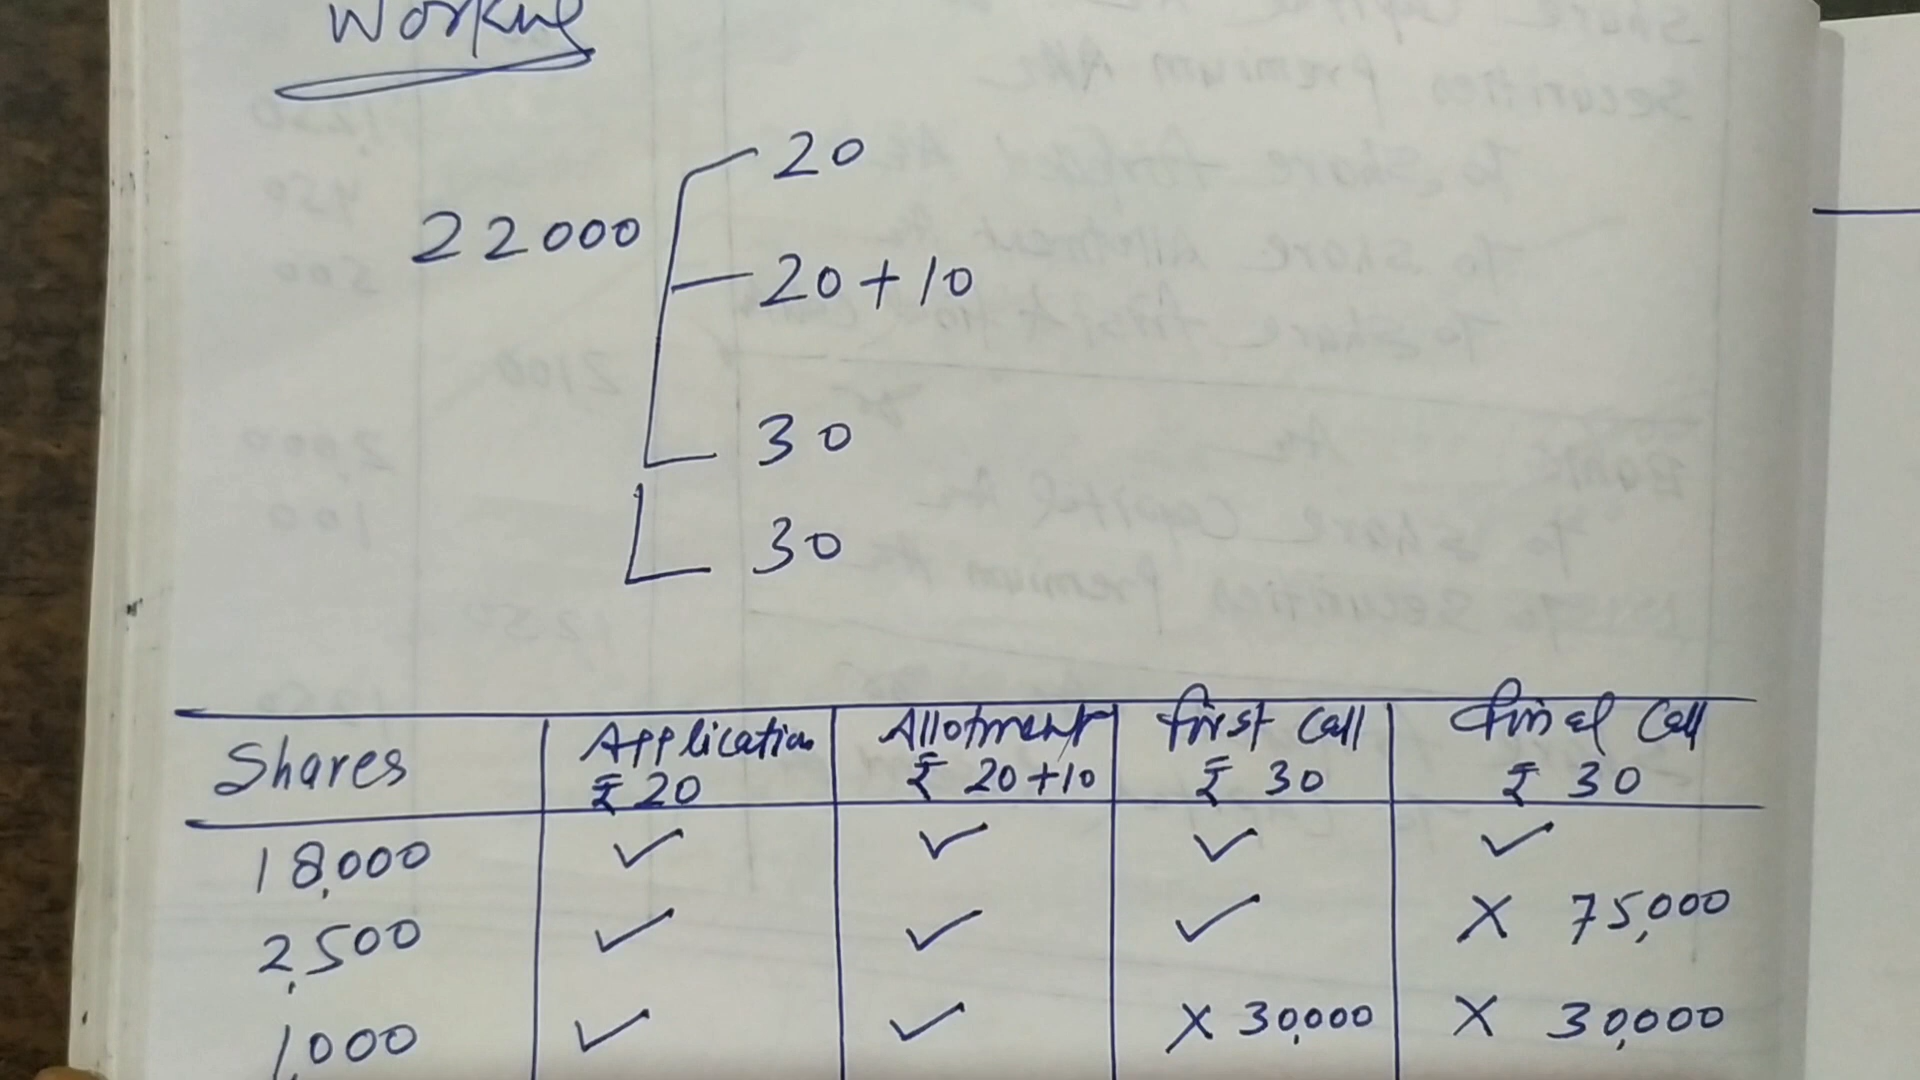 Working
20
22000
20+10
30
30
Shares Application Allotment First Call Final Call
₹ 20 ₹ 20+10 ₹ 30 ₹ 30
18,000 ✓ ✓ ✓ ✓
2,500 ✓ ✓ ✓ X 75,000
1,000 ✓ ✓ X 30,000 X 30,000